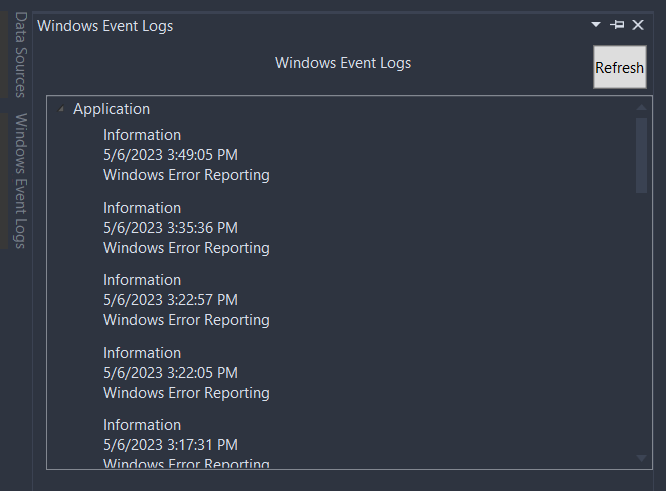 Data Sources
Windows Event Logs
Windows Event Logs
Windows Event Logs
Refresh
Application
Information
5/6/2023 3:49:05 PM
Windows Error Reporting
Information
5/6/2023 3:35:36 PM
Windows Error Reporting
Information
5/6/2023 3:22:57 PM
Windows Error Reporting
Information
5/6/2023 3:22:05 PM
Windows Error Reporting
Information
5/6/2023 3:17:31 PM
Windows Error Reporting